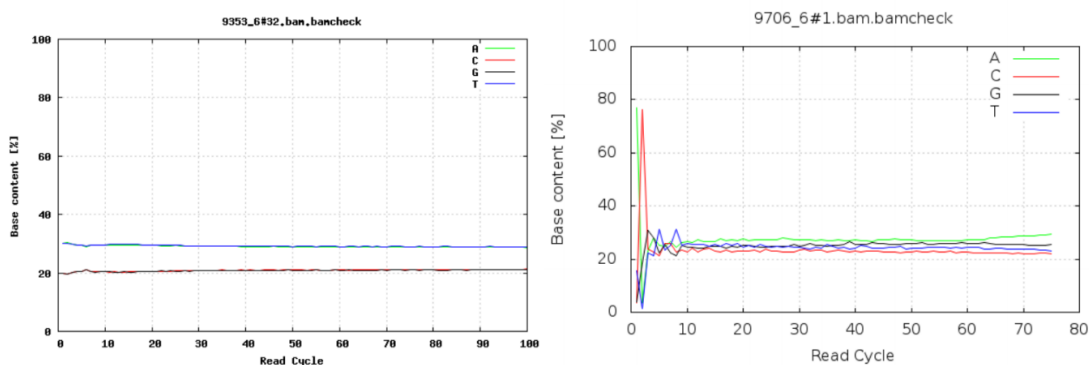 9353_6#32.bam.bamcheck
100
80
60
40
20
0
Base content [%]
A
C
G
T
0 10 20 30 40 50 60 70 80 90 100
Read Cycle
9706_6#1.bam.bamcheck
100
80
60
40
20
0
Base content [%]
A
C
G
T
0 10 20 30 40 50 60 70 80
Read Cycle